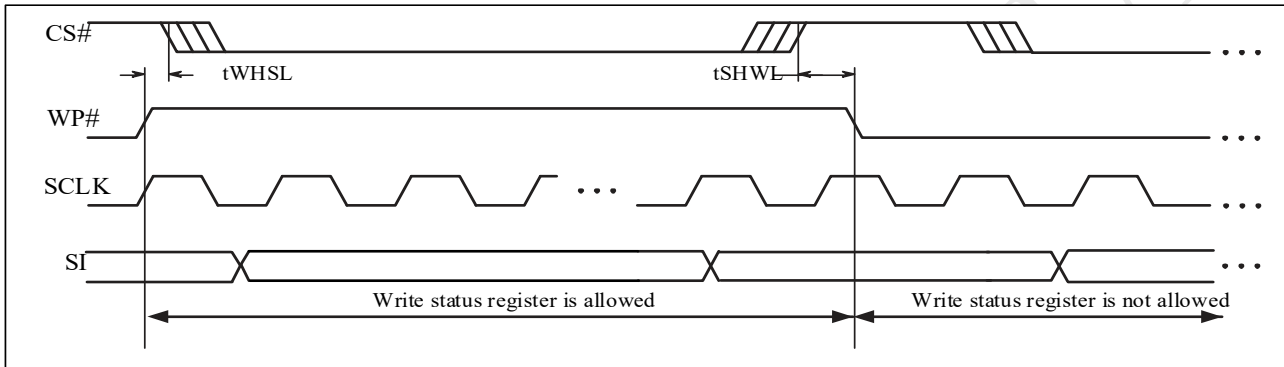 CS#
tWHSL
tSHWL
WP#
SCLK
SI
Write status register is allowed
Write status register is not allowed